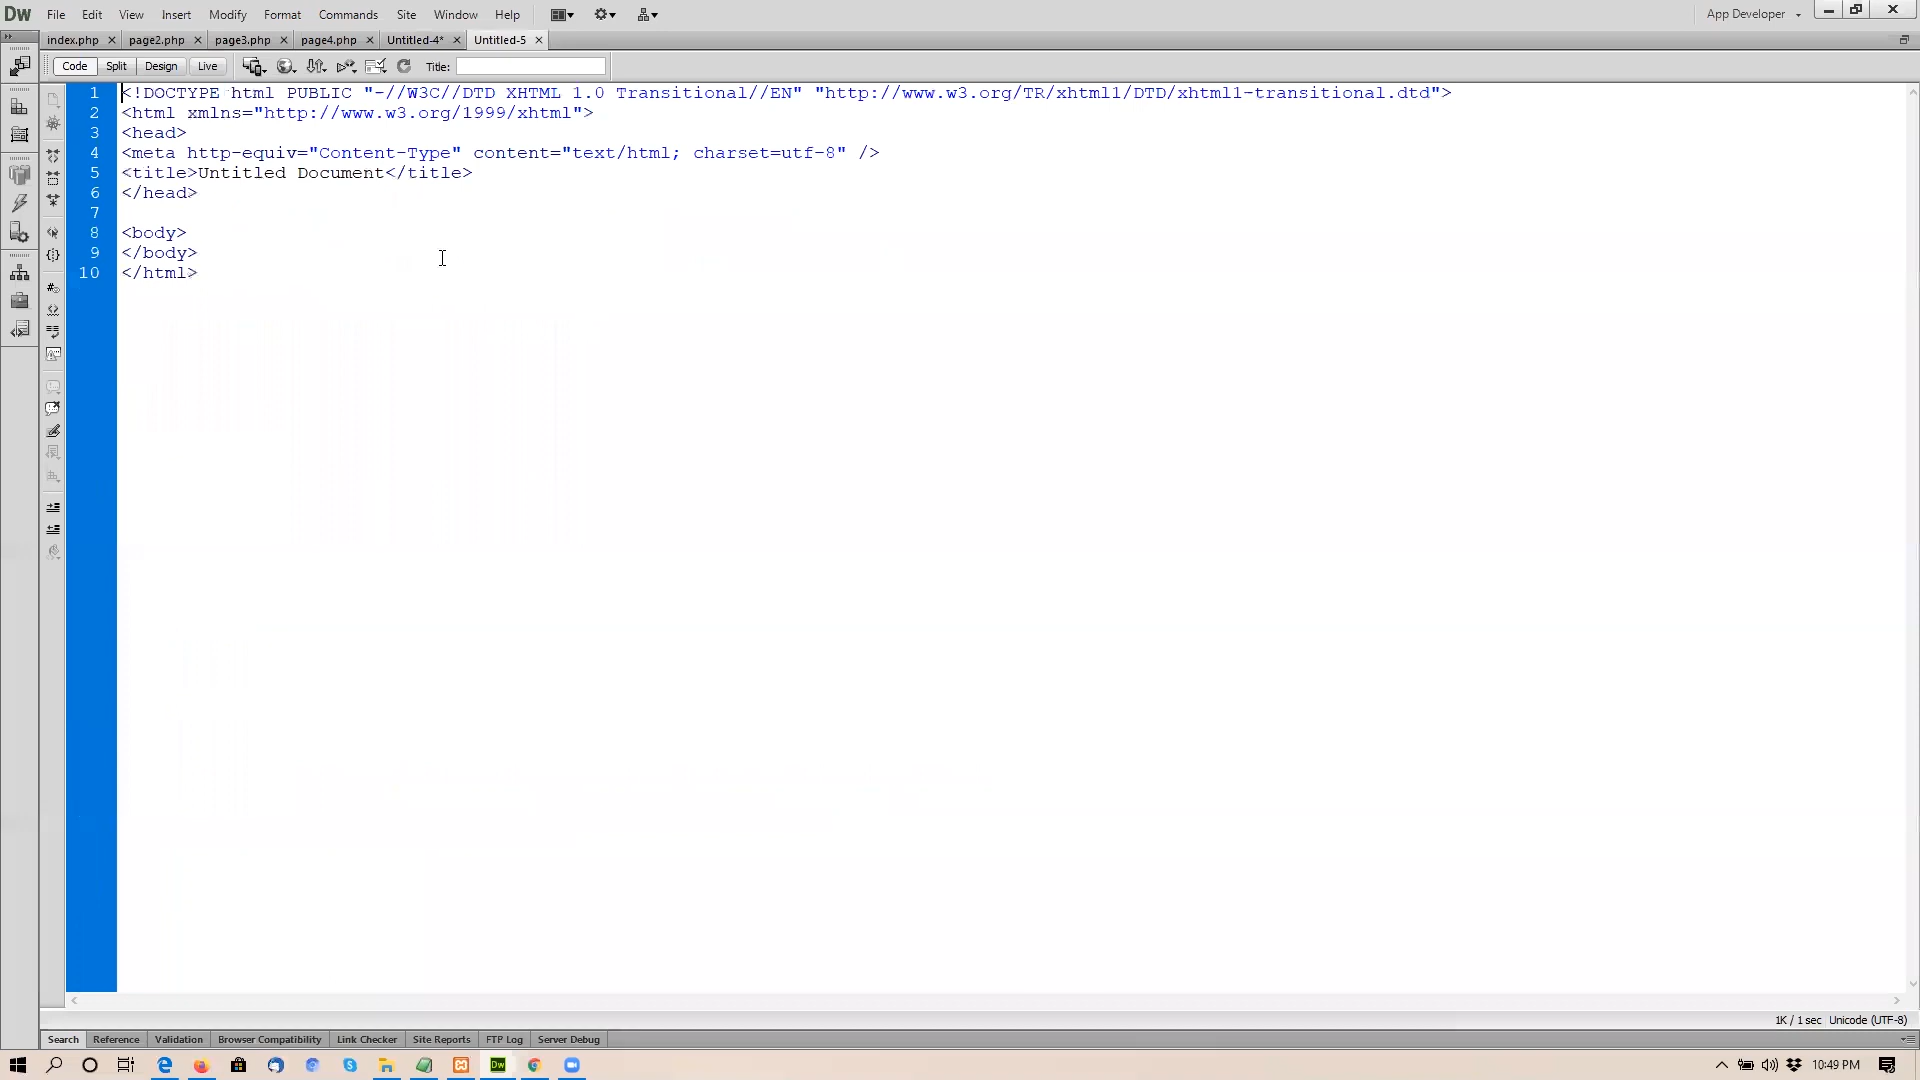 Dw File Edit View Insert Modify Format Commands Site Window Help App Developer
index.php page2.php page3.php page4.php Untitled-4* Untitled-5
Code Split Design Live Title:
1 <!DOCTYPE html PUBLIC "-//W3C//DTD XHTML 1.0 Transitional//EN" "http://www.w3.org/TR/xhtml1/DTD/xhtml1-transitional.dtd">
2 <html xmlns="http://www.w3.org/1999/xhtml">
3 <head>
4 <meta http-equiv="Content-Type" content="text/html; charset=utf-8" />
5 <title>Untitled Document</title>
6 </head>
7
8 <body>
9 </body>
10 </html>
1K / 1 sec Unicode (UTF-8)
Search Reference Validation Browser Compatibility Link Checker Site Reports FTP Log Server Debug
Dw 10:49 PM